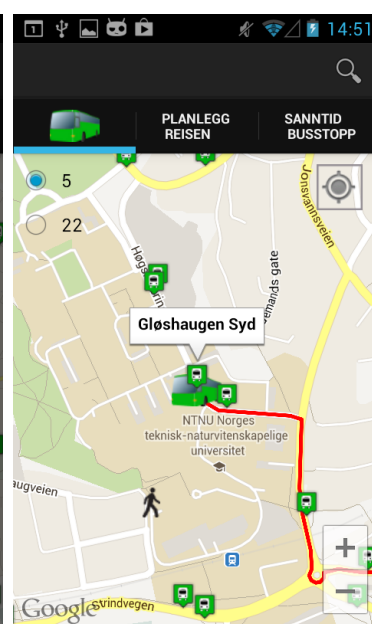 1
14:51
PLANLEGG
REISEN
SANNTID
BUSSTOPP
5
22
Jonsvannsveien
Gløshaugen Syd
NTNU Norges
teknisk-naturvitenskapelige
universitet
augveien
Google
Strindvegen
+
−